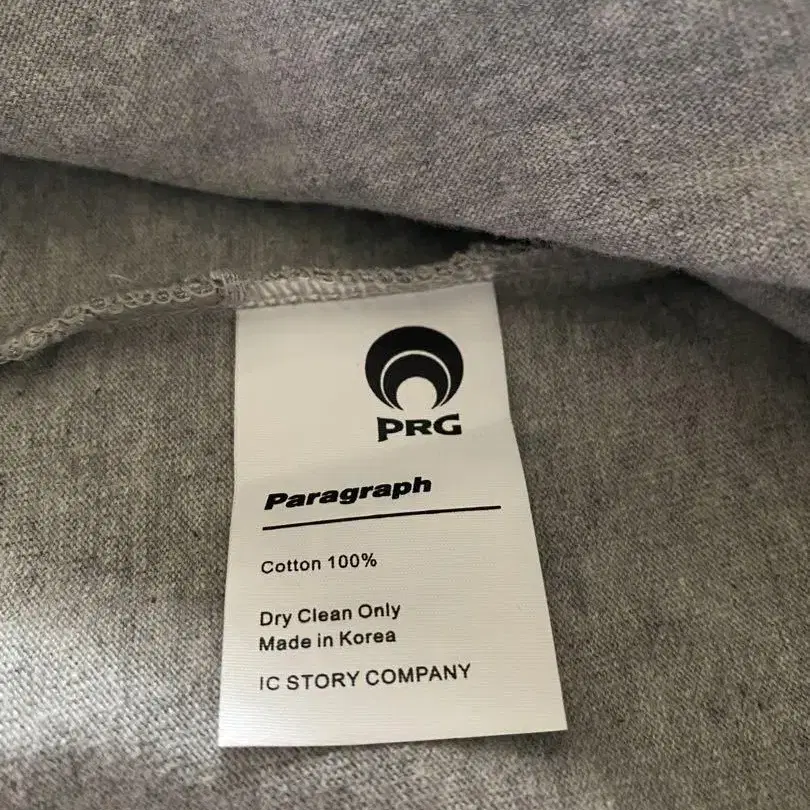 PRG
Paragraph
Cotton 100%
Dry Clean Only
Made in Korea
IC STORY COMPANY